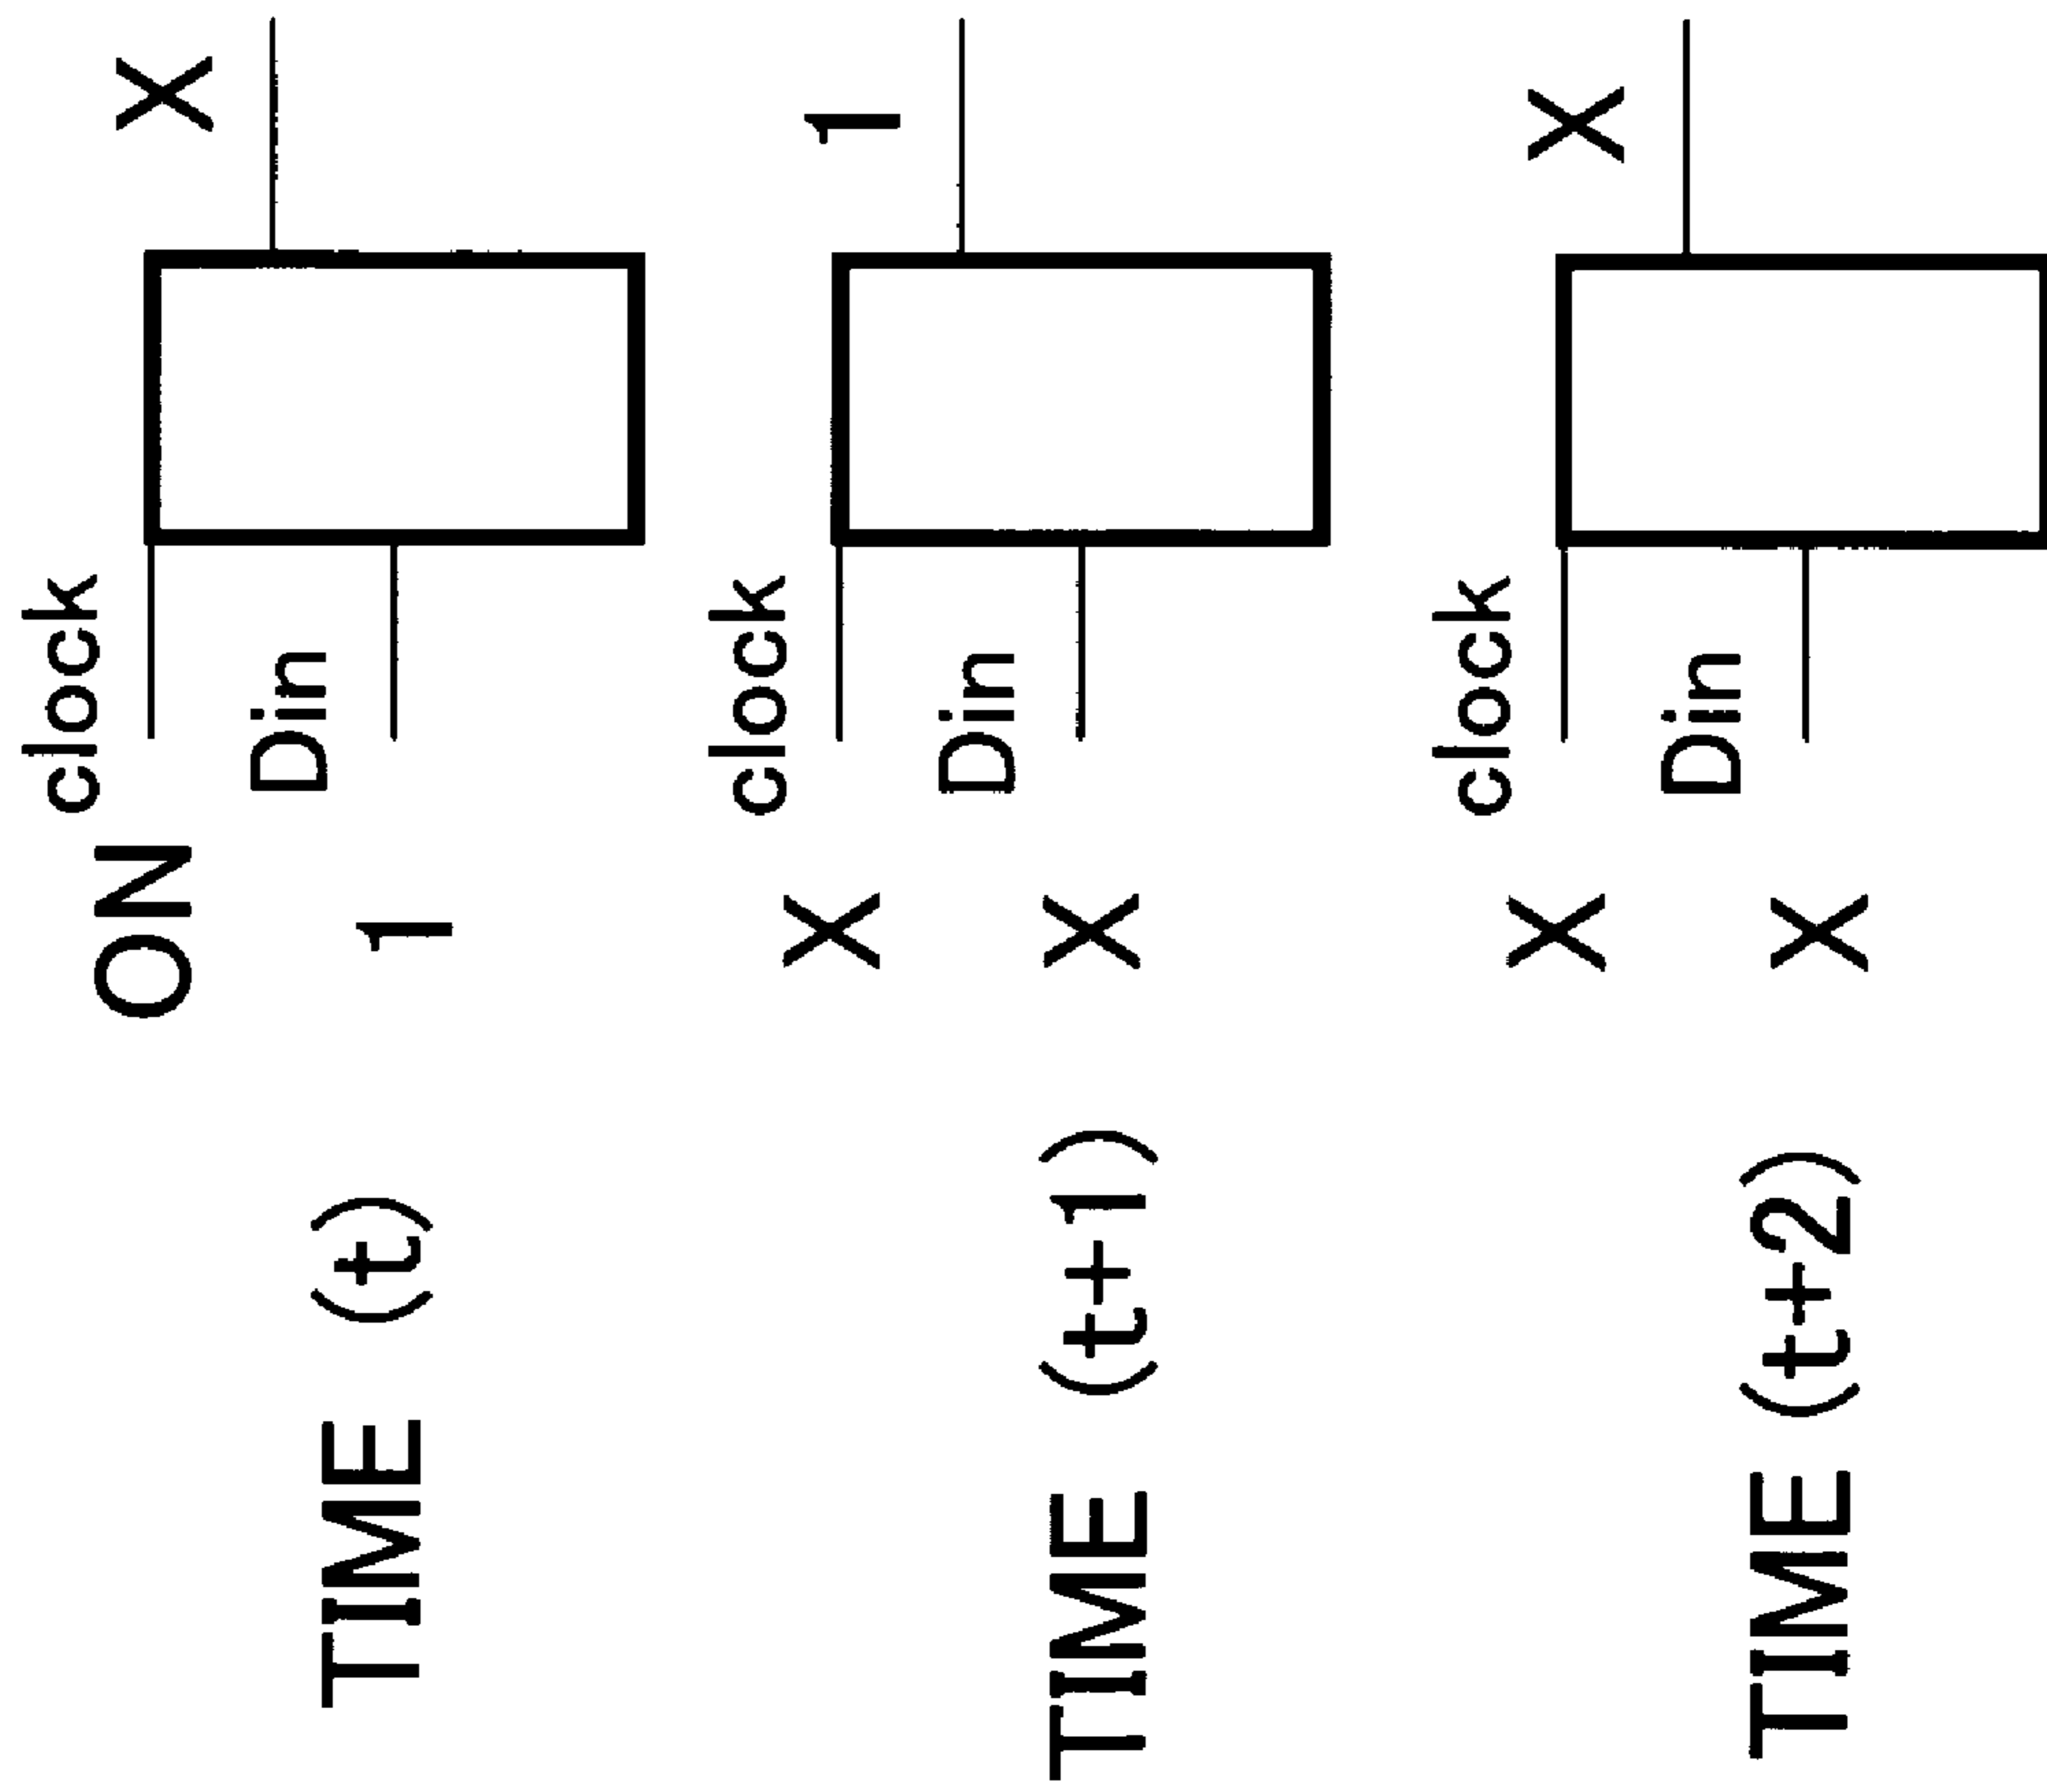 clock
ON X
Din
TIME (t) 1
clock
X 1
Din
TIME (t+1) X
clock
X X
Din
TIME (t+2) X